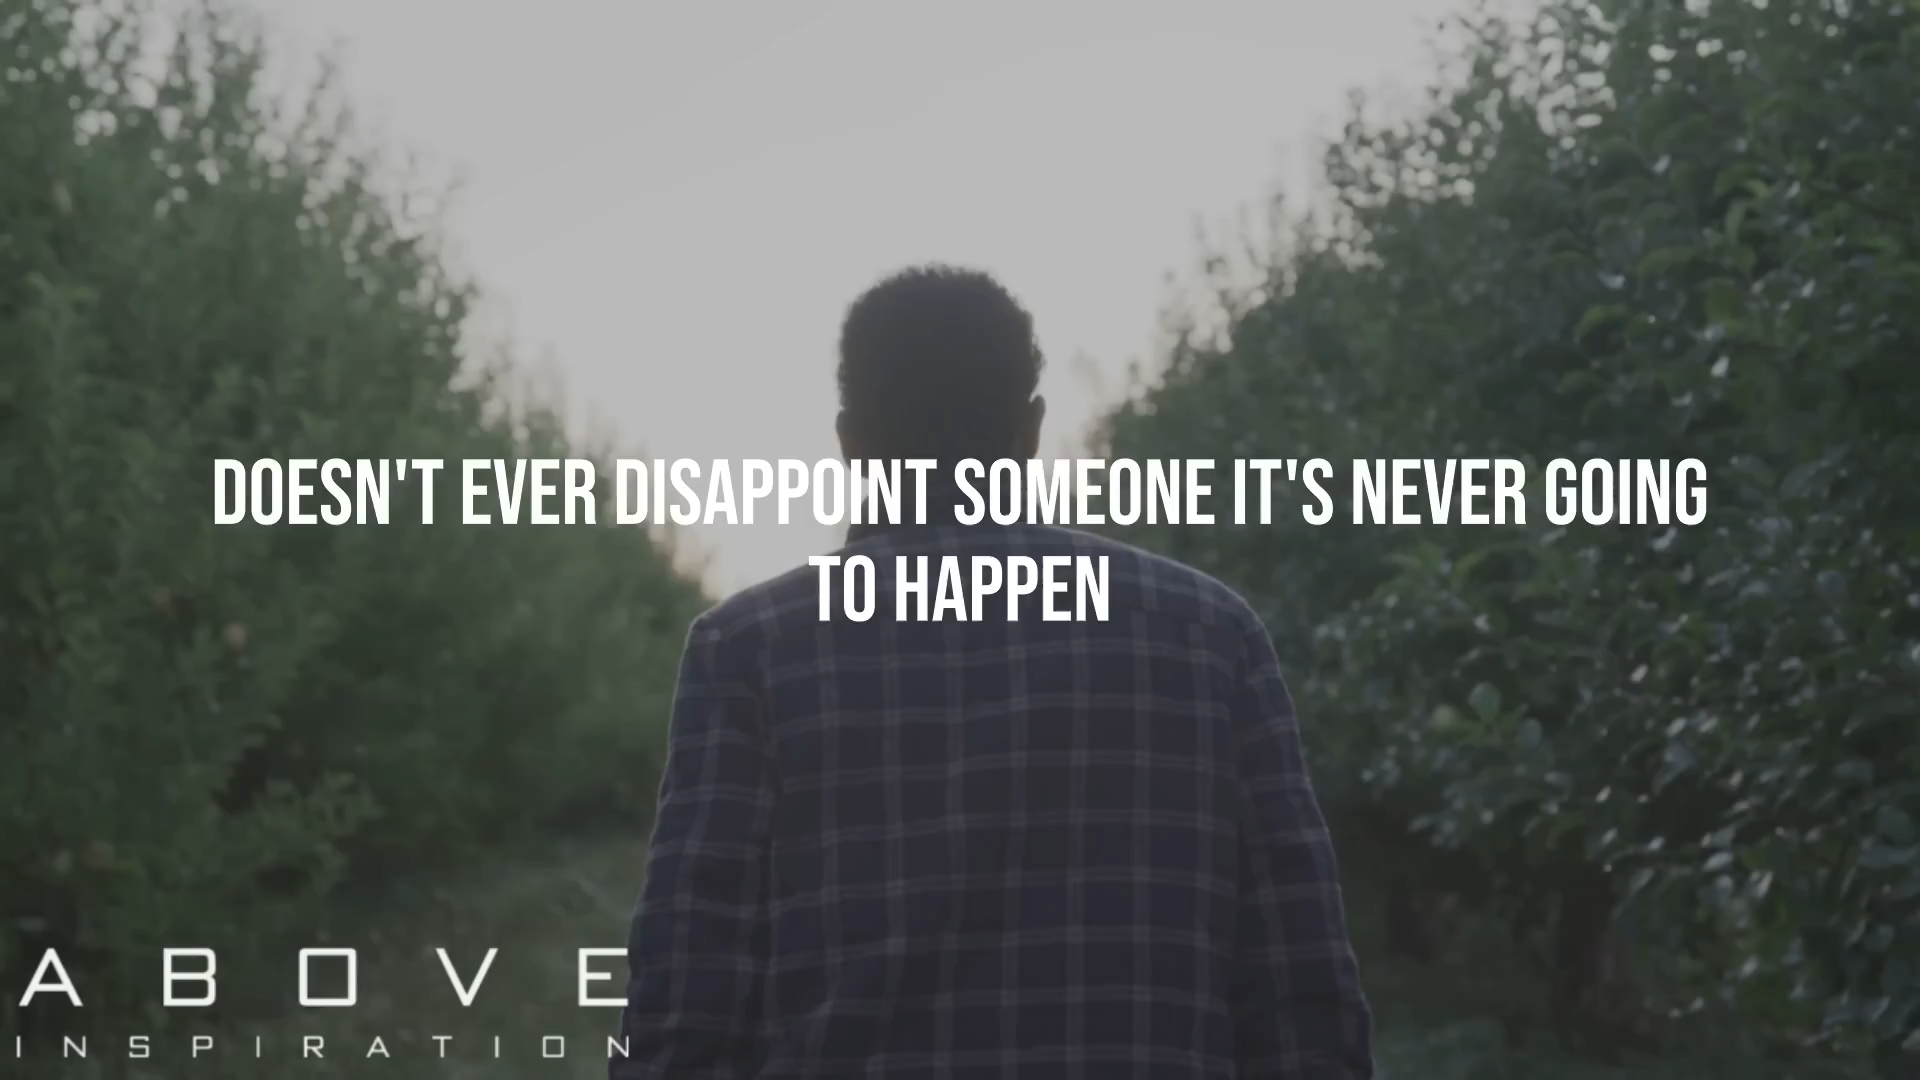 DOESN'T EVER DISAPPOINT SOMEONE IT'S NEVER GOING
TO HAPPEN
ABOVE
INSPIRATION